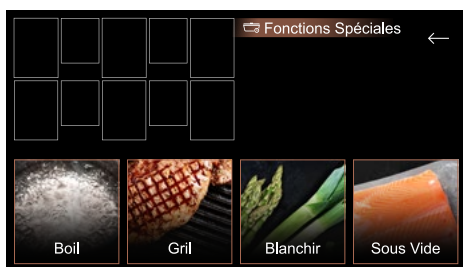 Fonctions Spéciales
Boil
Gril
Blanchir
Sous Vide